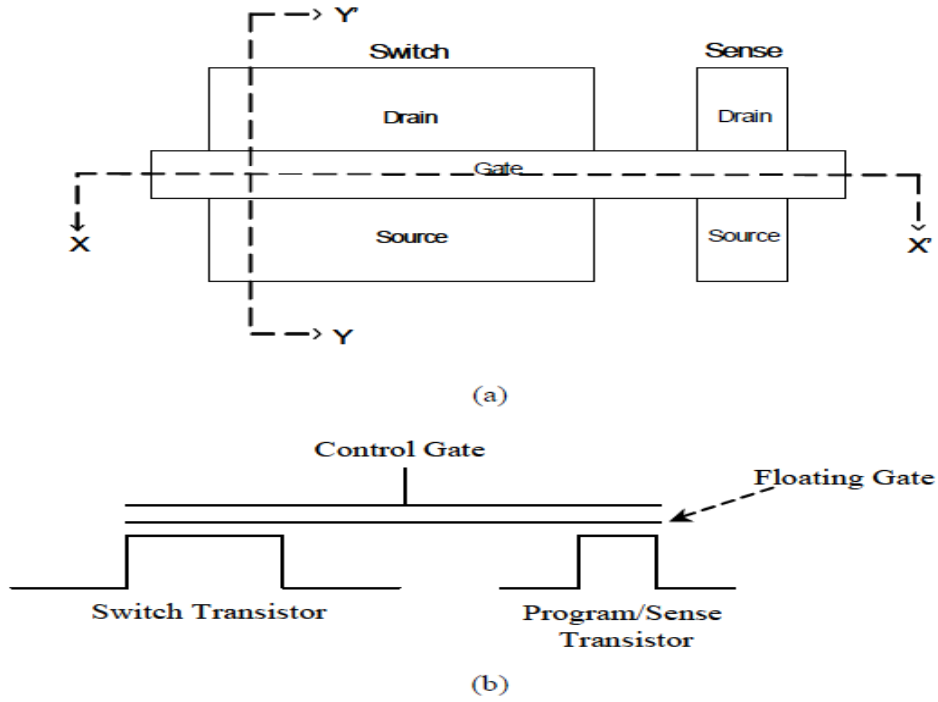 Y'
Switch
Sense
Drain
Drain
Gate
X
Source
Source
X'
Y
(a)
Control Gate
Floating Gate
Switch Transistor
Program/Sense
Transistor
(b)